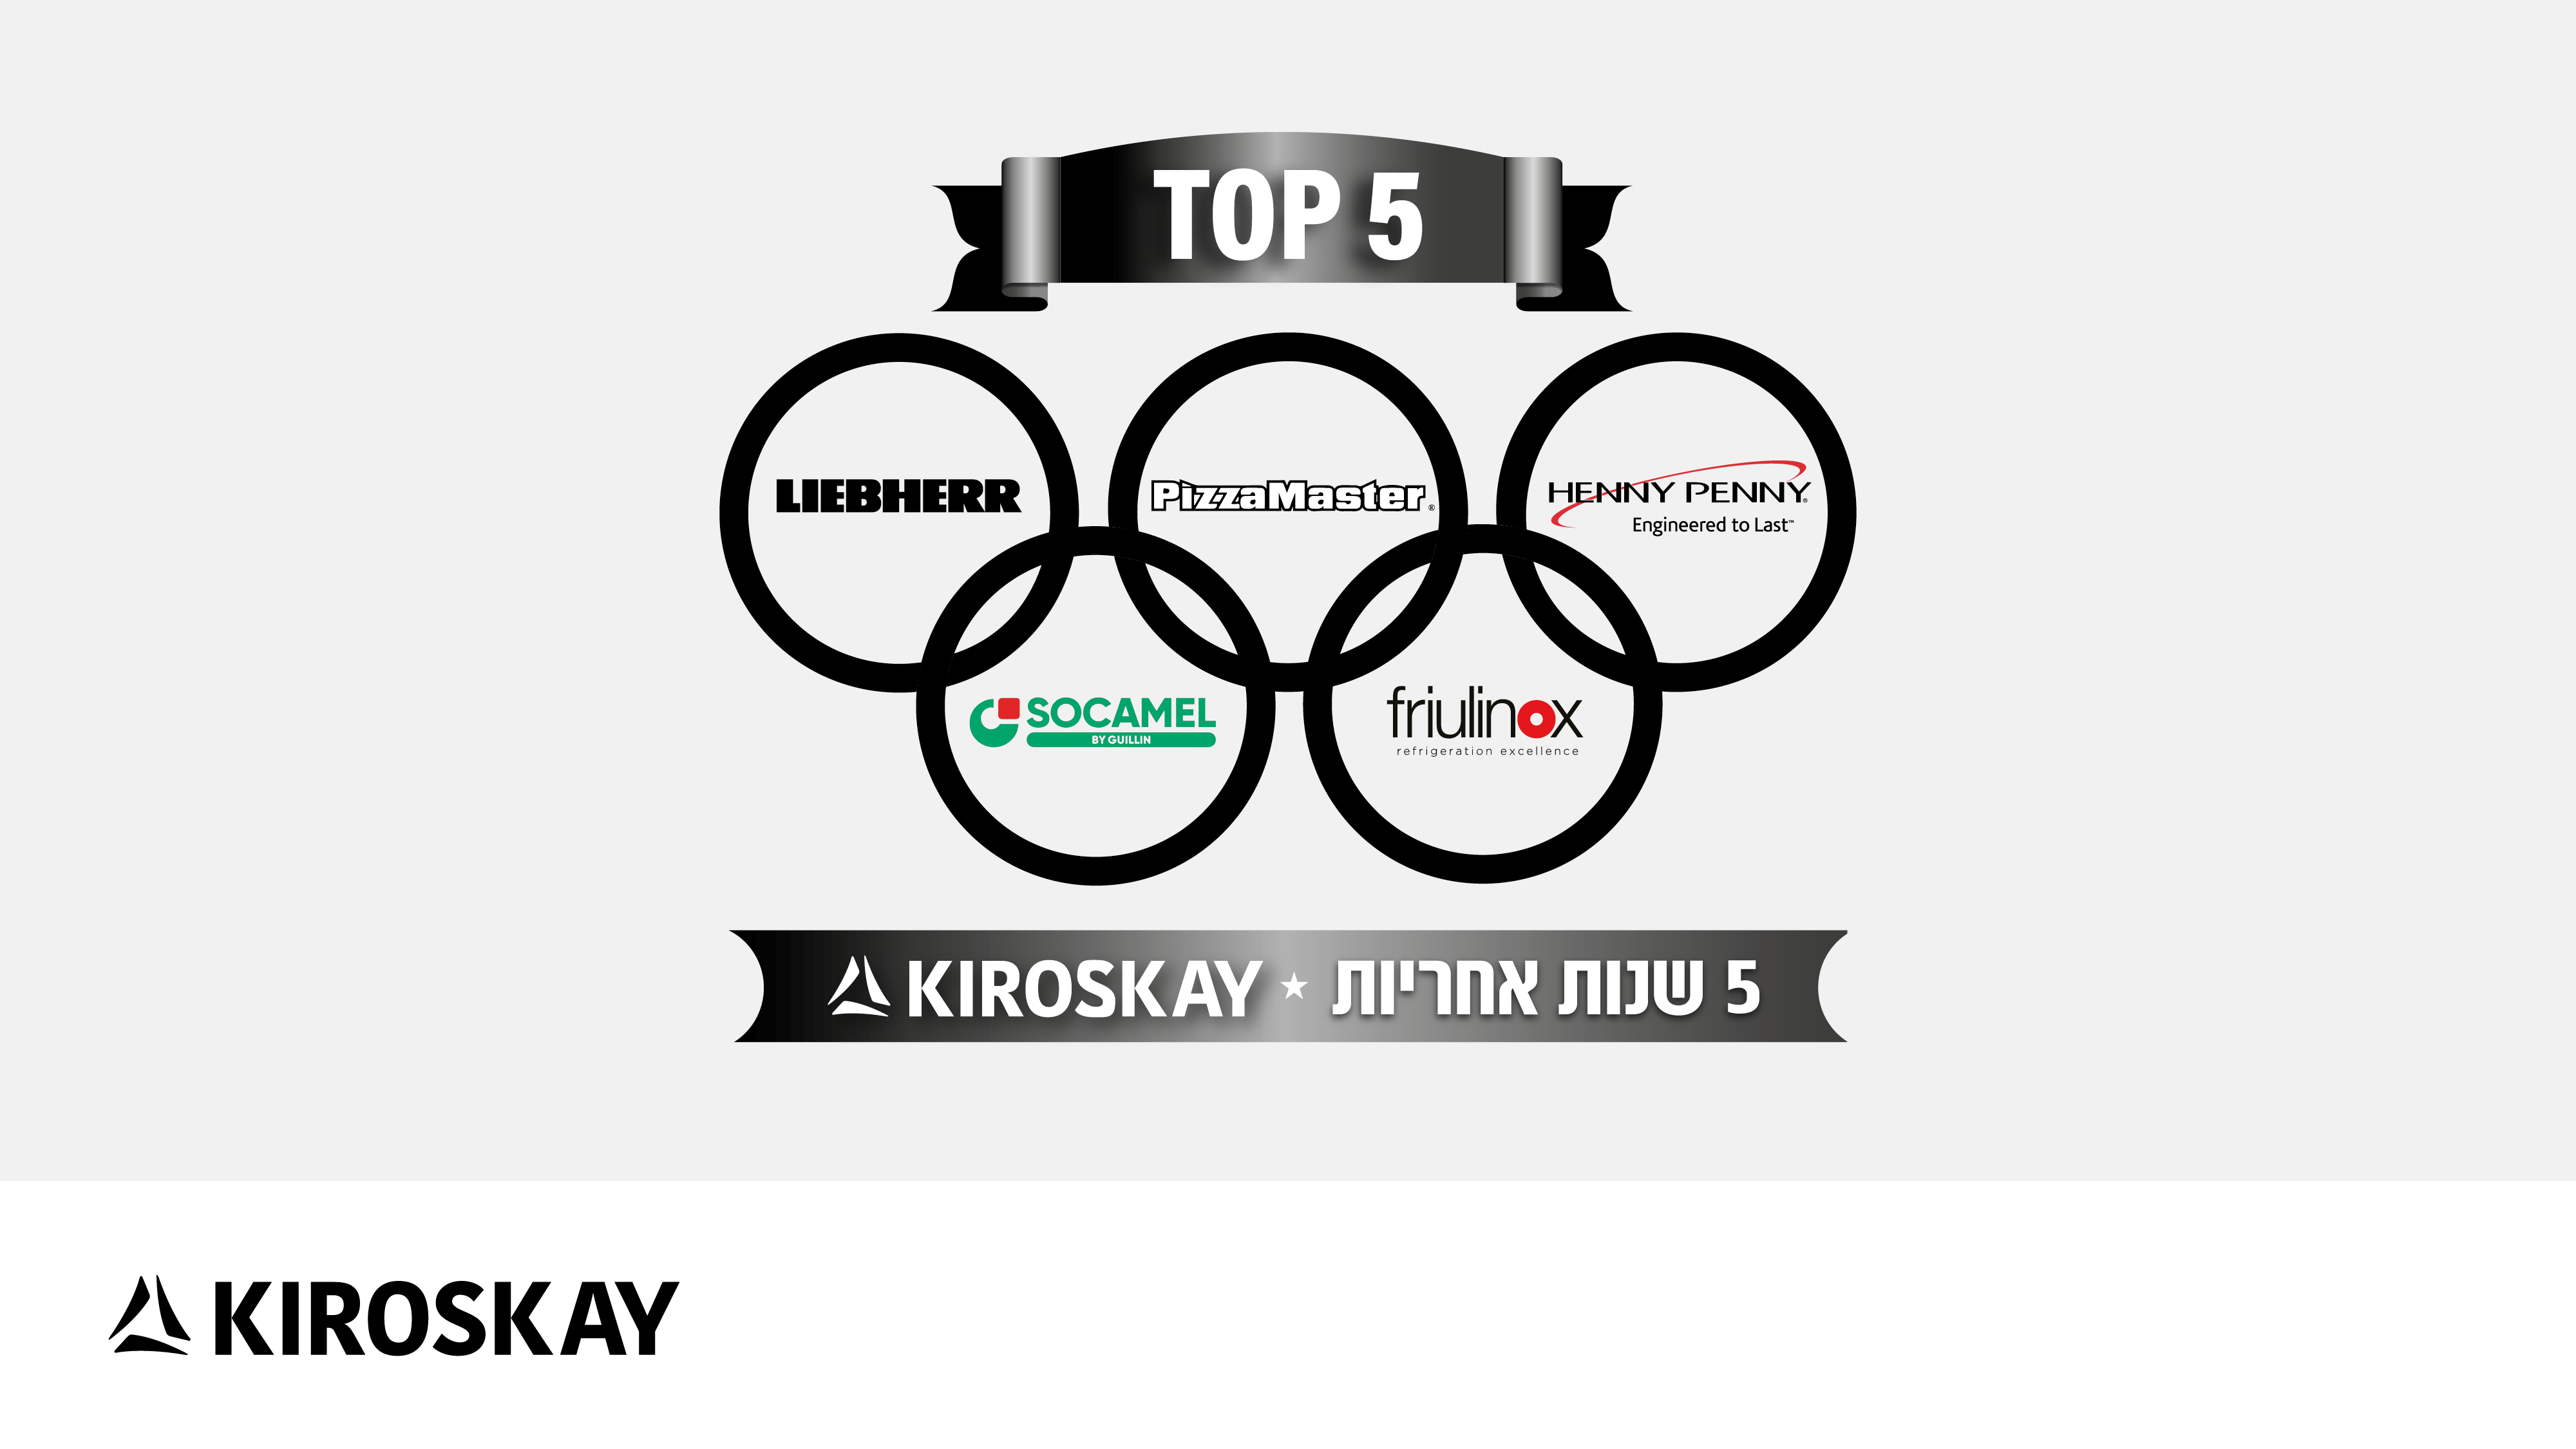 TOP 5
LIEBHERR
PizzaMaster®
HENNY PENNY®
Engineered to Last™
SOCAMEL
BY GUILLIN
friulinox
refrigeration excellence
5 שנות אחריות ★ KIROSKAY
KIROSKAY